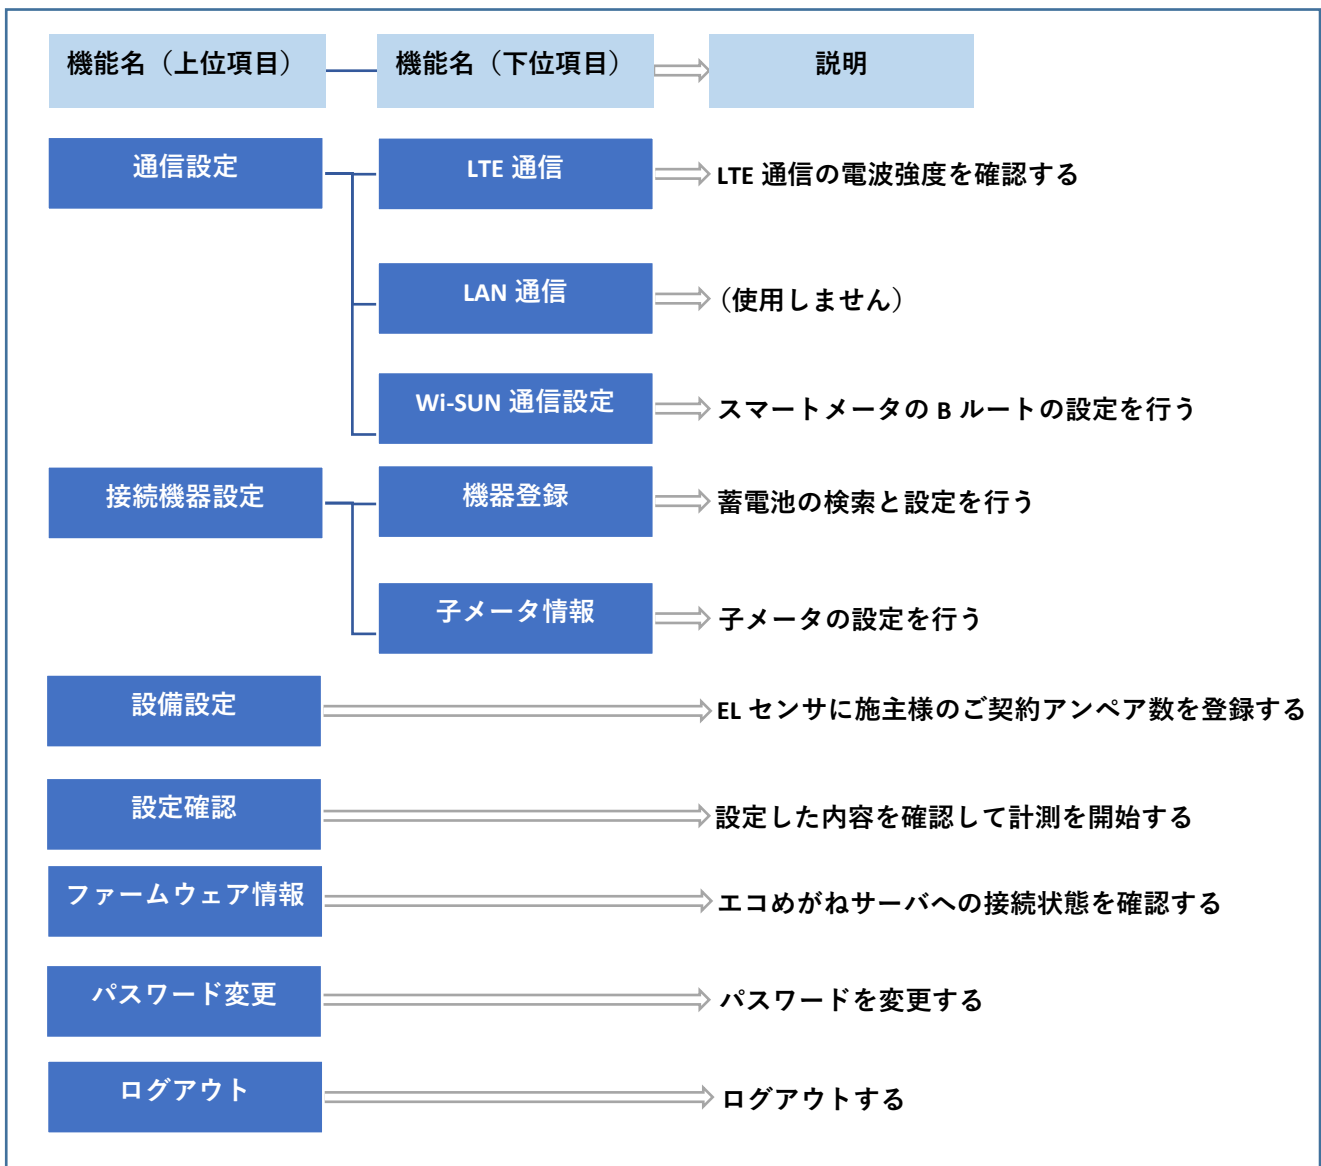 機能名（上位項目） 機能名（下位項目） 説明
通信設定 LTE 通信 LTE 通信の電波強度を確認する
LAN 通信 （使用しません）
Wi-SUN 通信設定 スマートメータの B ルートの設定を行う
接続機器設定 機器登録 蓄電池の検索と設定を行う
子メータ情報 子メータの設定を行う
設備設定 EL センサに施主様のご契約アンペア数を登録する
設定確認 設定した内容を確認して計測を開始する
ファームウェア情報 エコめがねサーバへの接続状態を確認する
パスワード変更 パスワードを変更する
ログアウト ログアウトする